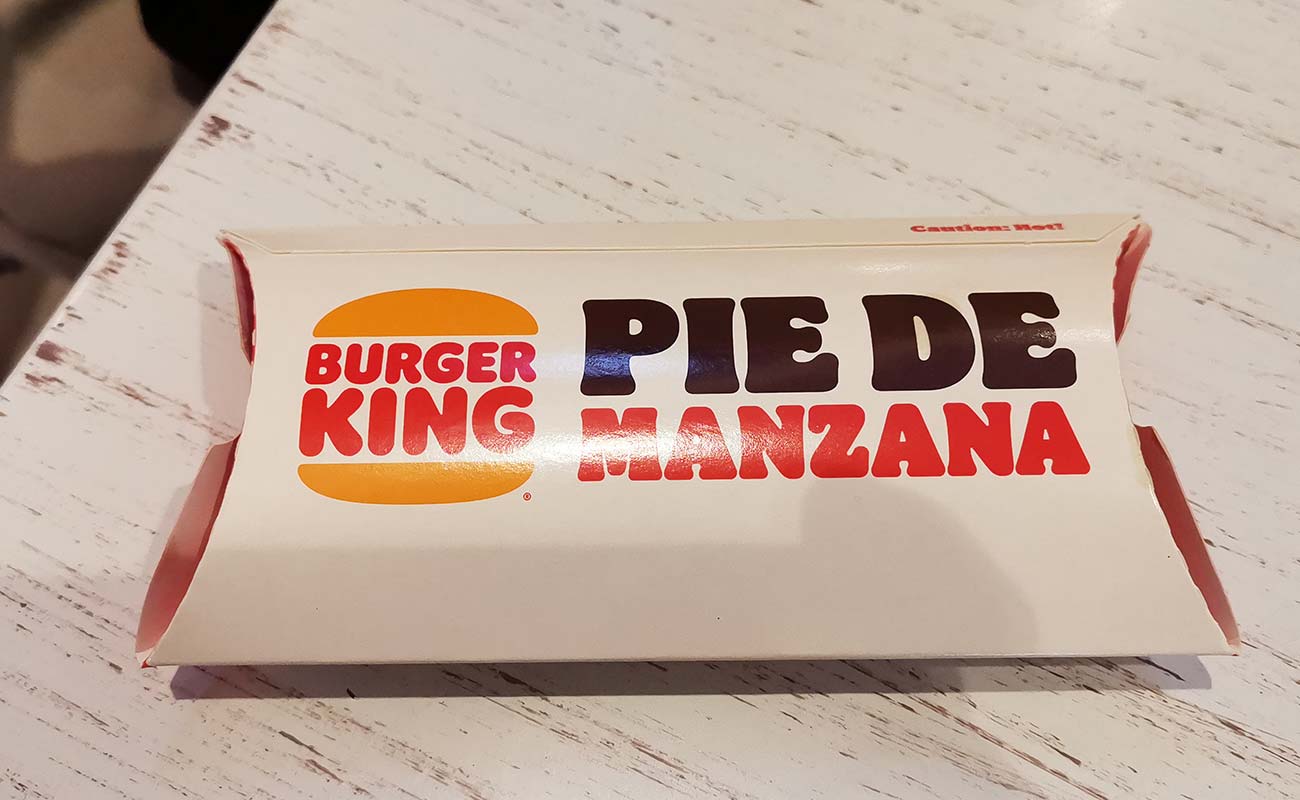 Caution: Hot!
BURGER
KING
®
PIE DE
MANZANA